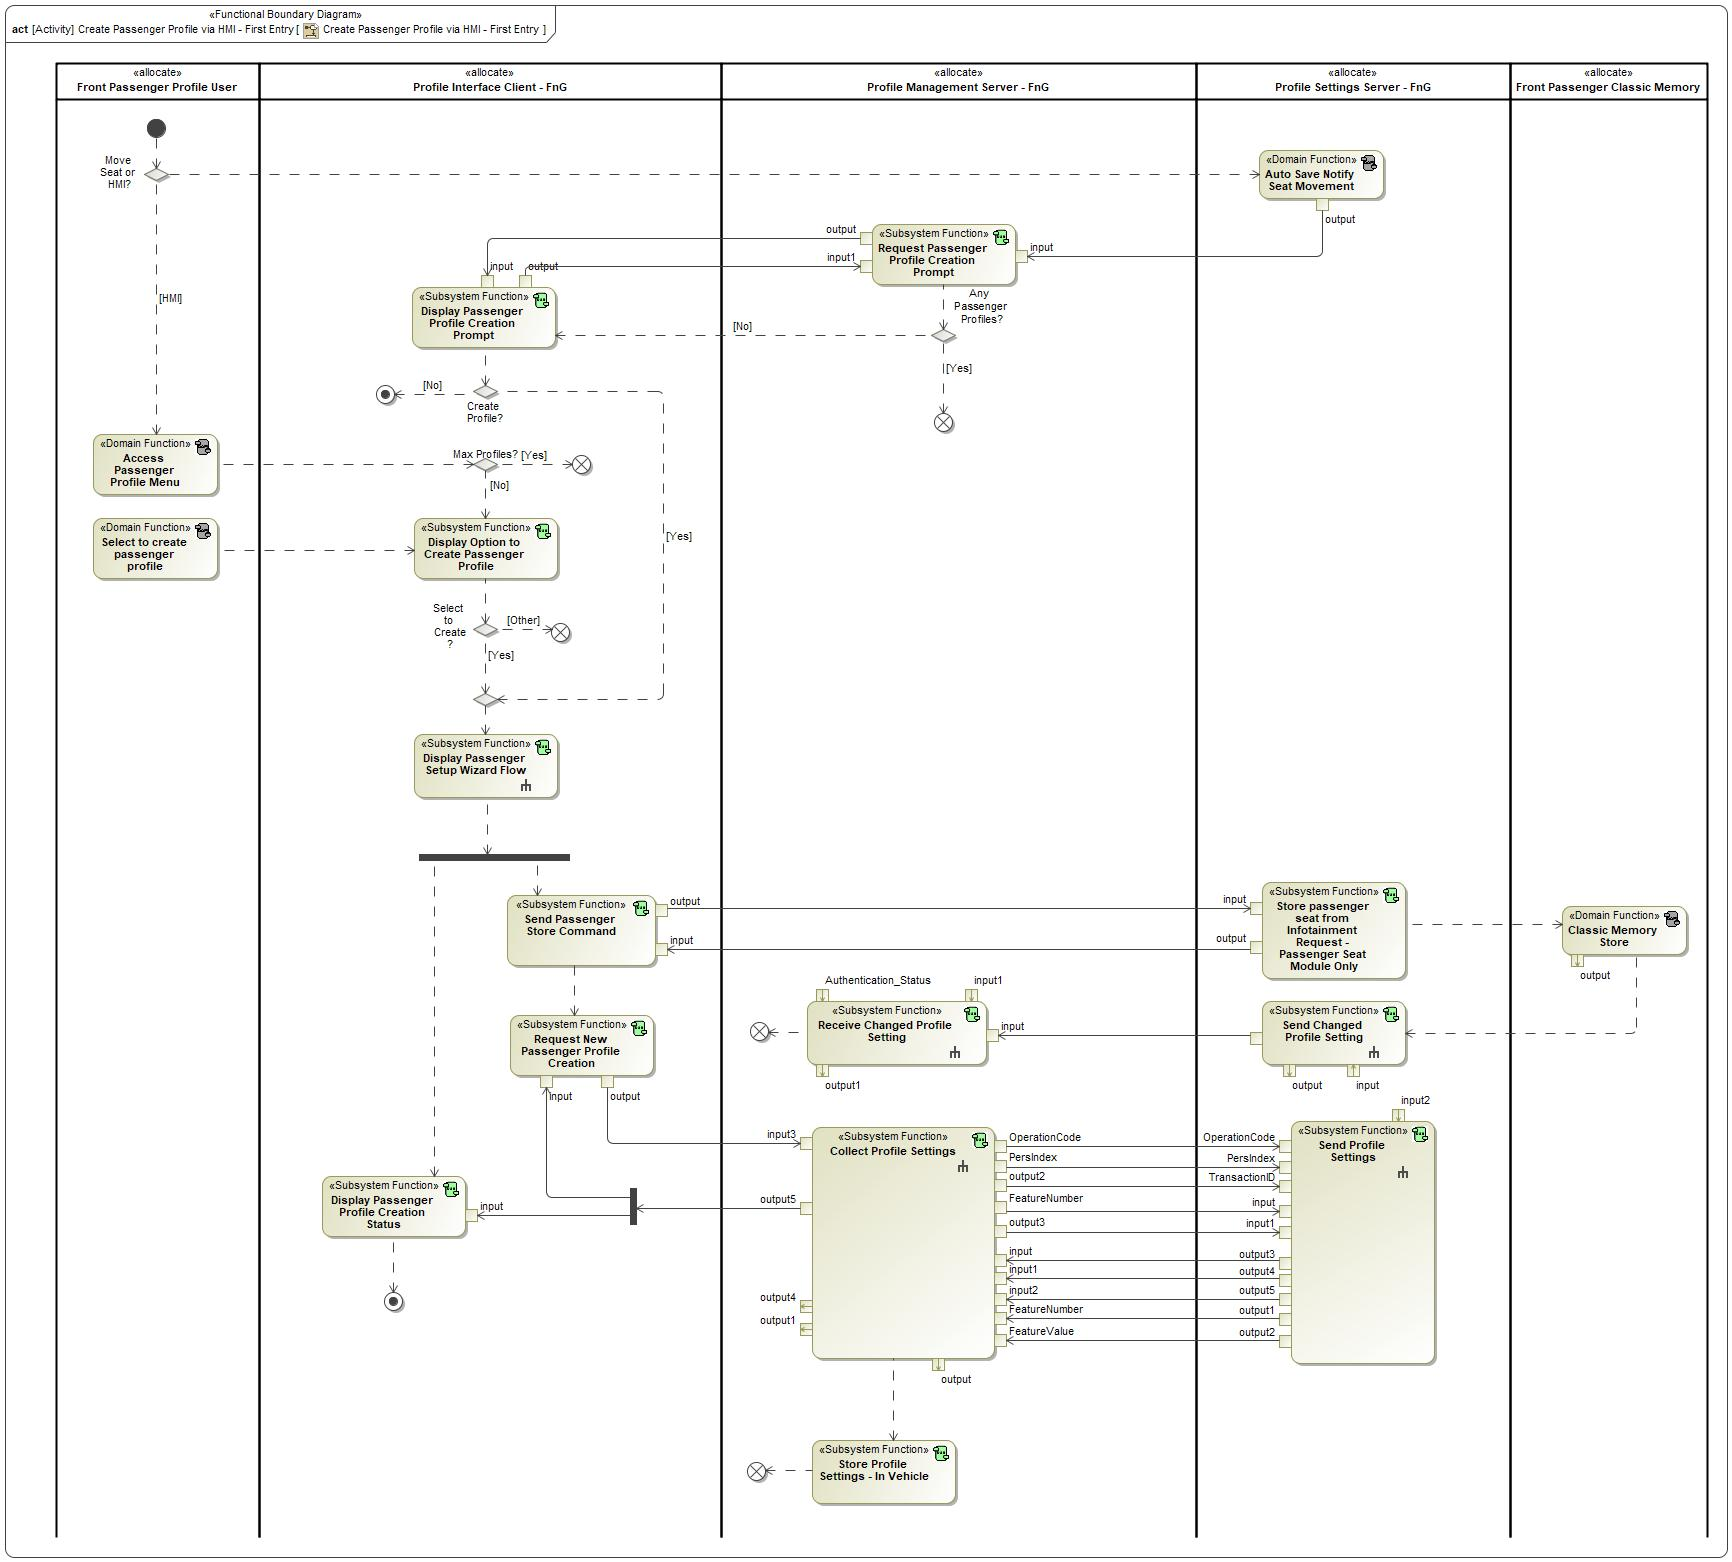 «Functional Boundary Diagram»
act [Activity] Create Passenger Profile via HMI - First Entry [ Create Passenger Profile via HMI - First Entry ]
«allocate»
Front Passenger Profile User
«allocate»
Profile Interface Client - FnG
«allocate»
Profile Management Server - FnG
«allocate»
Profile Settings Server - FnG
«allocate»
Front Passenger Classic Memory
Move
Seat or
HMI?
«Domain Function»
Auto Save Notify
Seat Movement
output
«Subsystem Function»
Request Passenger
Profile Creation
Prompt
output
input1
input
input
output
«Subsystem Function»
Display Passenger
Profile Creation
Prompt
Any
Passenger
Profiles?
[HMI]
[No]
[Yes]
[No]
Create
Profile?
«Domain Function»
Access
Passenger
Profile Menu
Max Profiles?
[Yes]
[No]
«Domain Function»
Select to create
passenger
profile
«Subsystem Function»
Display Option to
Create Passenger
Profile
[Yes]
Select
to
Create
?
[Other]
[Yes]
«Subsystem Function»
Display Passenger
Setup Wizard Flow
«Subsystem Function»
Send Passenger
Store Command
output
input
input
output
«Subsystem Function»
Store passenger
seat from
Infotainment
Request -
Passenger Seat
Module Only
«Domain Function»
Classic Memory
Store
output
Authentication_Status
input1
«Subsystem Function»
Receive Changed Profile
Setting
input
output1
«Subsystem Function»
Send Changed
Profile Setting
output
input
«Subsystem Function»
Request New
Passenger Profile
Creation
input
output
input2
input3
«Subsystem Function»
Collect Profile Settings
OperationCode
PersIndex
output2
FeatureNumber
output3
input
input1
input2
FeatureNumber
FeatureValue
output5
output4
output1
output
OperationCode
PersIndex
TransactionID
input
input1
output3
output4
output5
output1
output2
«Subsystem Function»
Send Profile
Settings
«Subsystem Function»
Display Passenger
Profile Creation
Status
input
«Subsystem Function»
Store Profile
Settings - In Vehicle